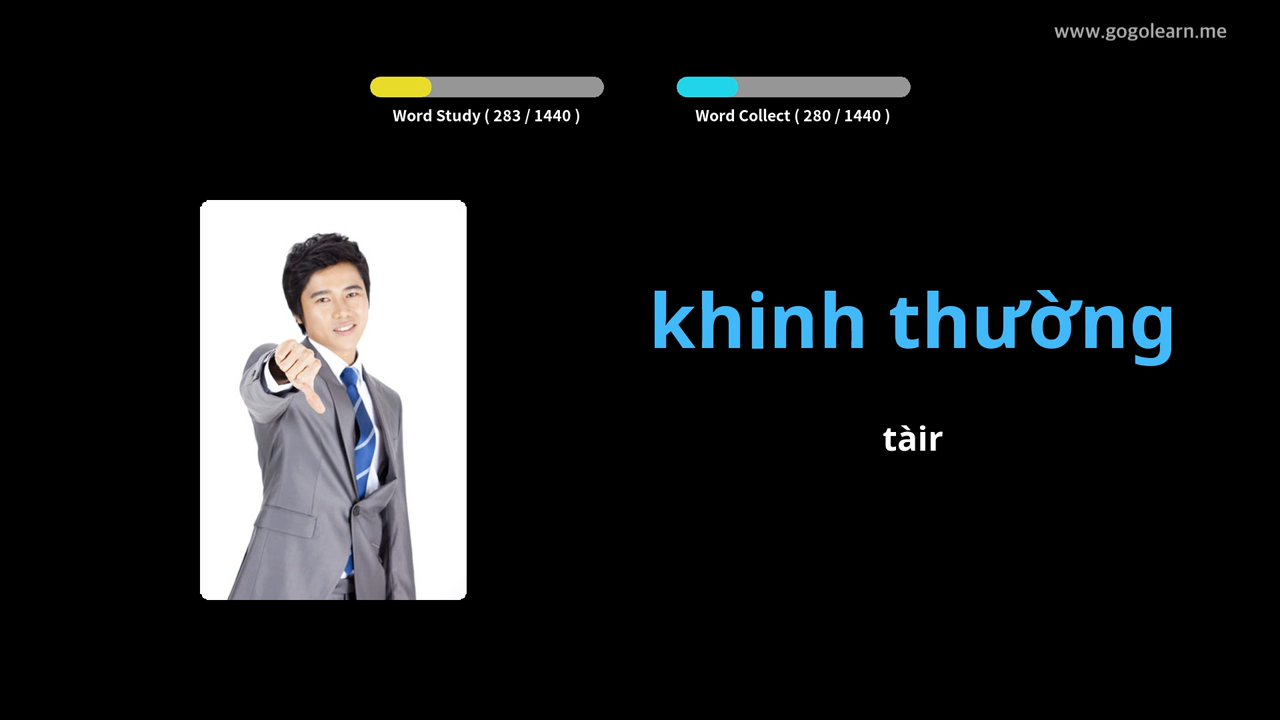 www.gogolearn.me
Word Study ( 283 / 1440 )
Word Collect ( 280 / 1440 )
khinh thường
tàir